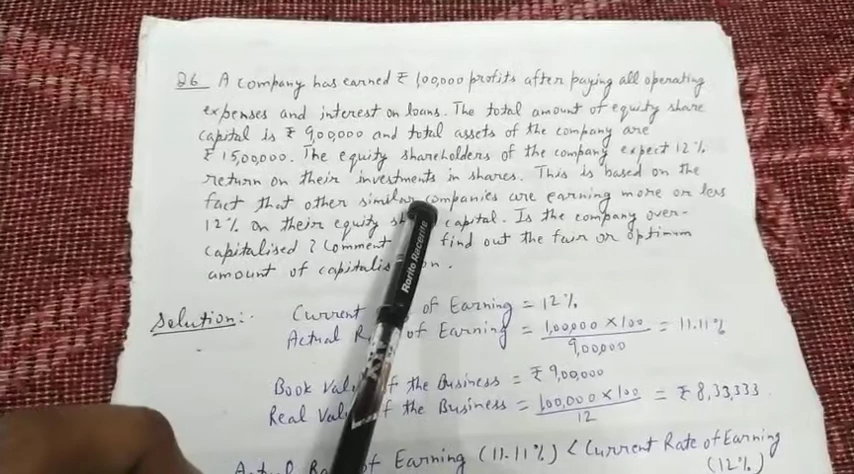 Q6 A company has earned ₹ 1,00,000 profits after paying all operating
expenses and interest on loans. The total amount of equity share
capital is ₹ 9,00,000 and total assets of the company are
₹ 15,00,000. The equity shareholders of the company expect 12%
return on their investments in shares. This is based on the
fact that other similar companies are earning more or less
12% on their equity capital. Is the company over-
capitalised? Comment find out the fair or optimum
amount of
Solution:- Current of Earning = 12%
Actual of Earning = 1,00,000 × 100 / 9,00,000 = 11.11%
Book of the Business = ₹ 9,00,000
Real of the Business = 100,000 × 100 / 12 = ₹ 8,33,333
of Earning (11.11%) < Current Rate of Earning
(12%)
Rorito Racente